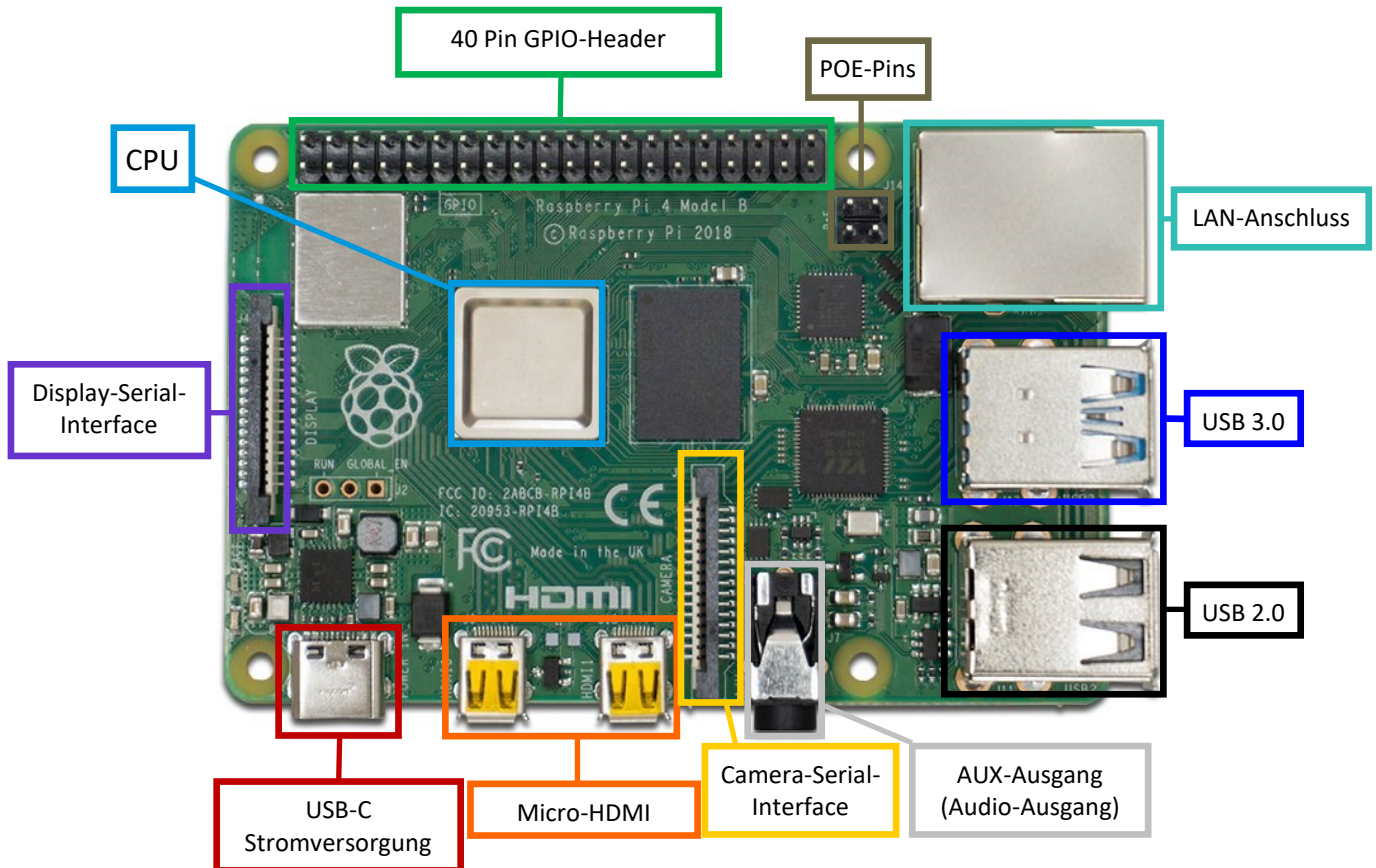 40 Pin GPIO-Header
POE-Pins
CPU
J14
GPIO
Raspberry Pi 4 Model B
© Raspberry Pi 2018
LAN-Anschluss
Display-Serial-
Interface
DISPLAY
USB 3.0
RUN GLOBAL_EN
J2
FCC ID: 2ABCB-RPI4B
IC: 20953-RPI4B
CE
FC
Made in the UK
HDMI
CAMERA
VLI
USB 2.0
POWER
HDMI1
J7
USB2
USB-C
Stromversorgung
Micro-HDMI
Camera-Serial-
Interface
AUX-Ausgang
(Audio-Ausgang)